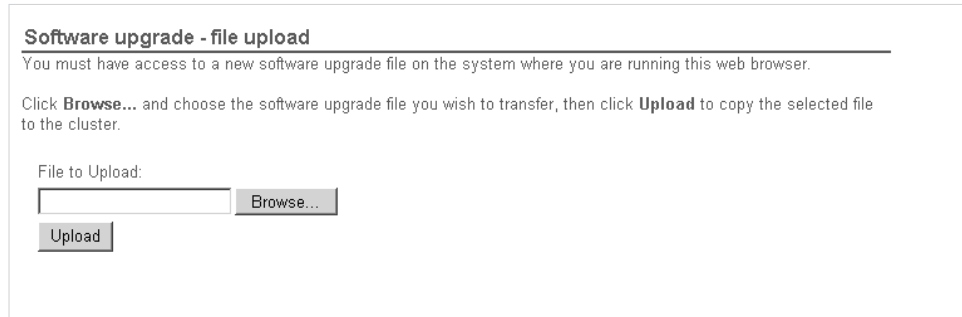 Software upgrade - file upload
You must have access to a new software upgrade file on the system where you are running this web browser.
Click Browse... and choose the software upgrade file you wish to transfer, then click Upload to copy the selected file
to the cluster.
File to Upload:
Browse...
Upload